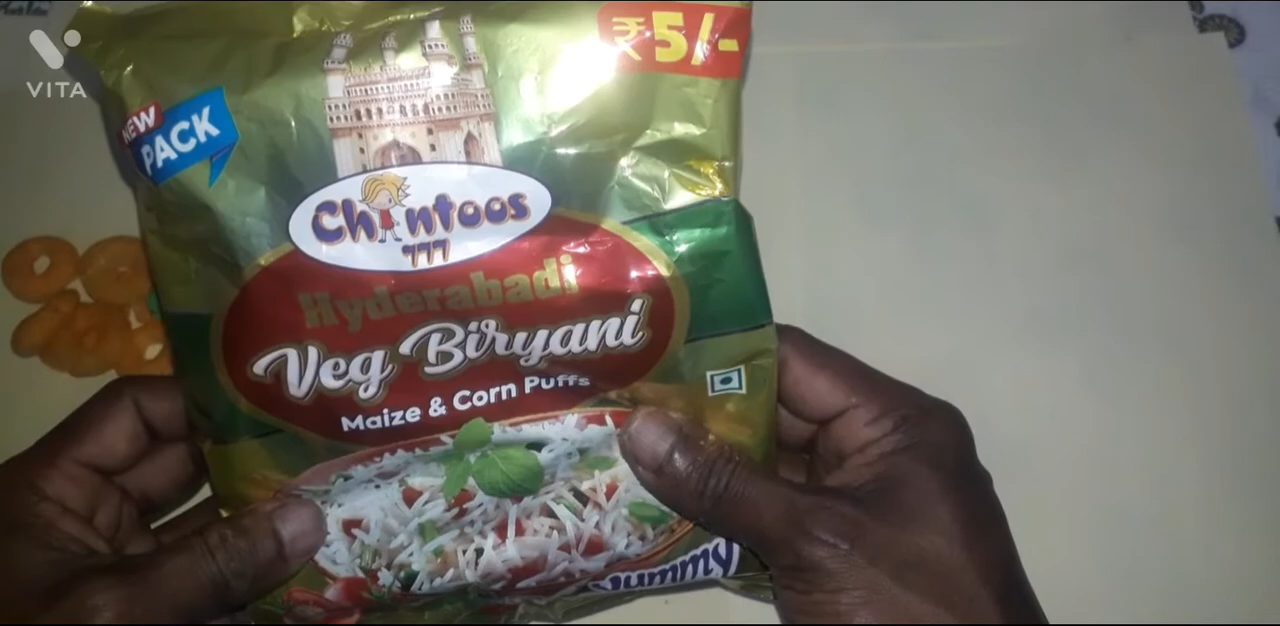 VITA
₹5/-
NEW
PACK
Chintoos
777
Hyderabadi
Veg Biryani
Maize & Corn Puffs
Yummy